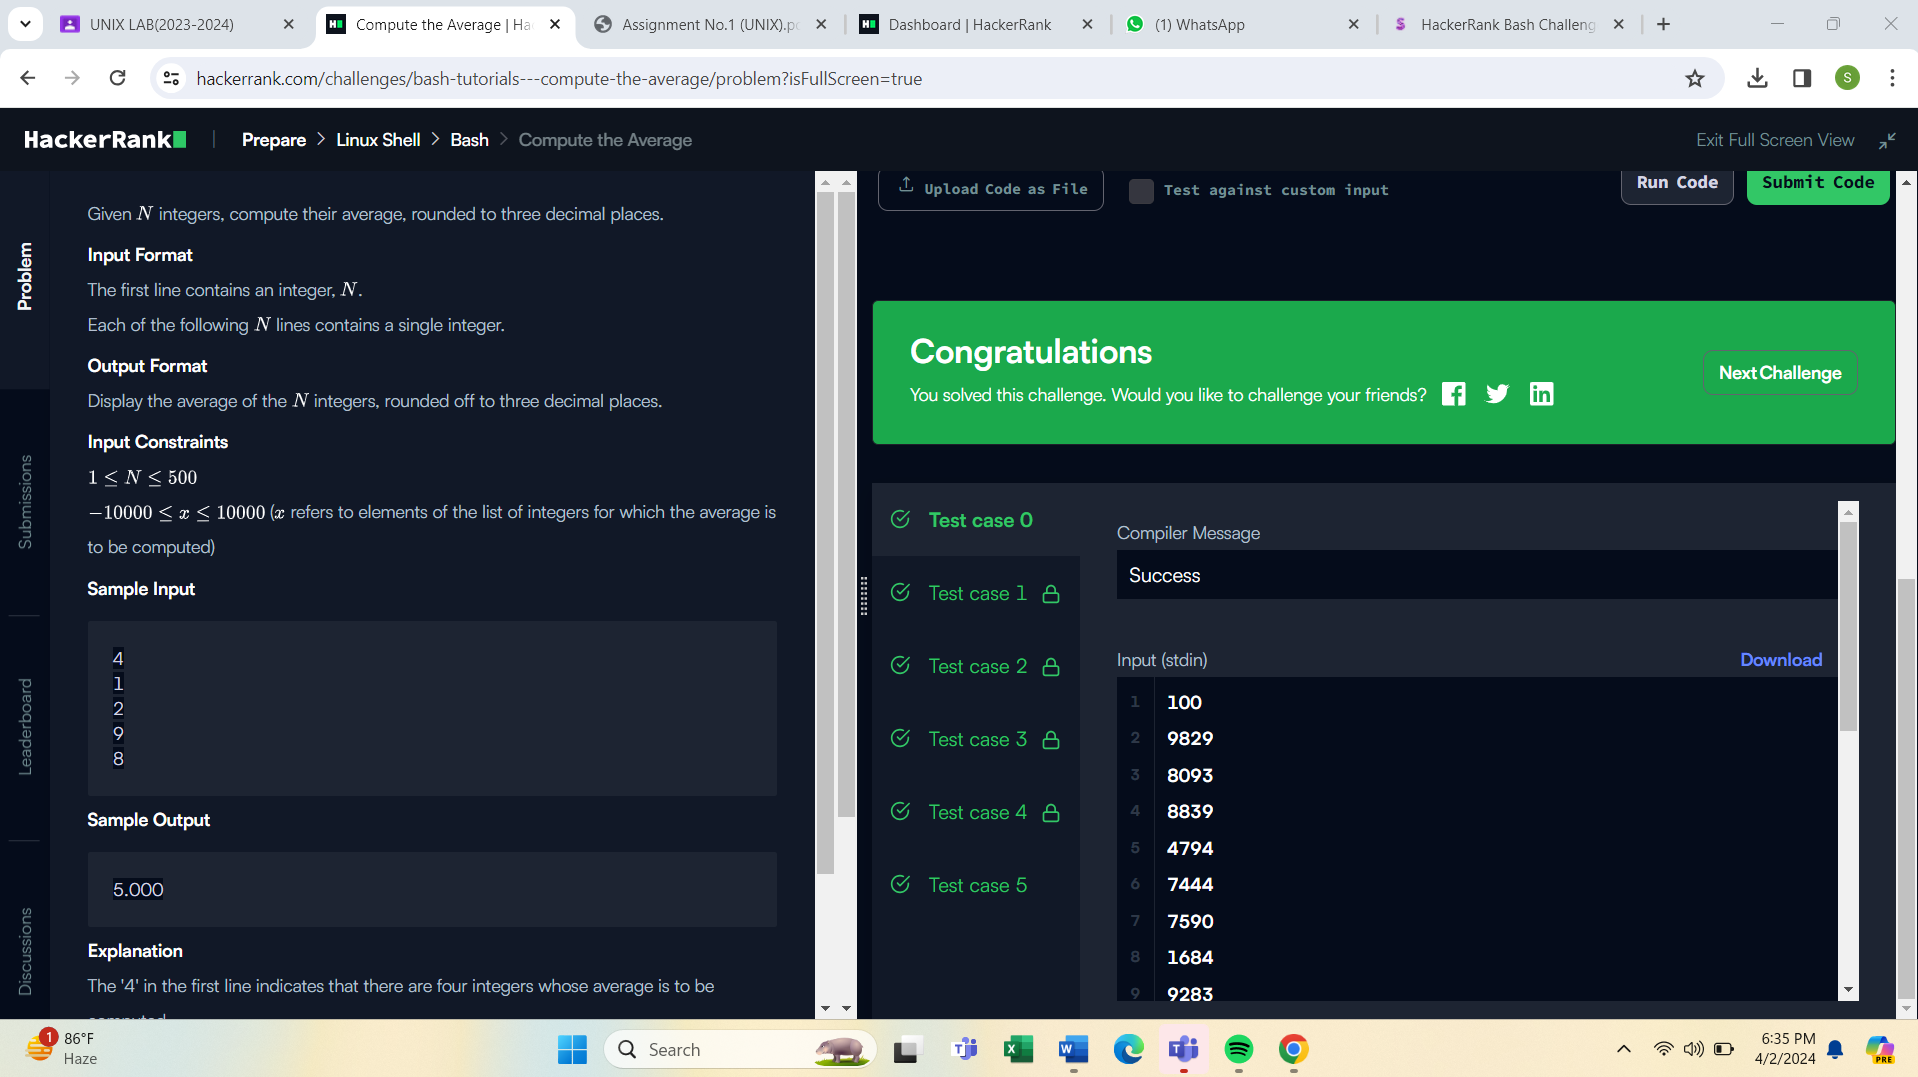 UNIX LAB(2023-2024)
Compute the Average | Ha
Assignment No.1 (UNIX).p
Dashboard | HackerRank
(1) WhatsApp
HackerRank Bash Challeng
hackerrank.com/challenges/bash-tutorials---compute-the-average/problem?isFullScreen=true
S
HackerRank
Prepare > Linux Shell > Bash > Compute the Average
Exit Full Screen View
Problem
Submissions
Leaderboard
Discussions
Given N integers, compute their average, rounded to three decimal places.
Input Format
The first line contains an integer, N.
Each of the following N lines contains a single integer.
Output Format
Display the average of the N integers, rounded off to three decimal places.
Input Constraints
1 ≤ N ≤ 500
−10000 ≤ x ≤ 10000 (x refers to elements of the list of integers for which the average is
to be computed)
Sample Input
4
1
2
9
8
Sample Output
5.000
Explanation
The '4' in the first line indicates that there are four integers whose average is to be
computed
Upload Code as File
Test against custom input
Run Code
Submit Code
Congratulations
You solved this challenge. Would you like to challenge your friends?
Next Challenge
Test case 0
Test case 1
Test case 2
Test case 3
Test case 4
Test case 5
Compiler Message
Success
Input (stdin)
Download
1 100
2 9829
3 8093
4 8839
5 4794
6 7444
7 7590
8 1684
9 9283
1
86°F
Haze
Search
6:35 PM
4/2/2024
PRE